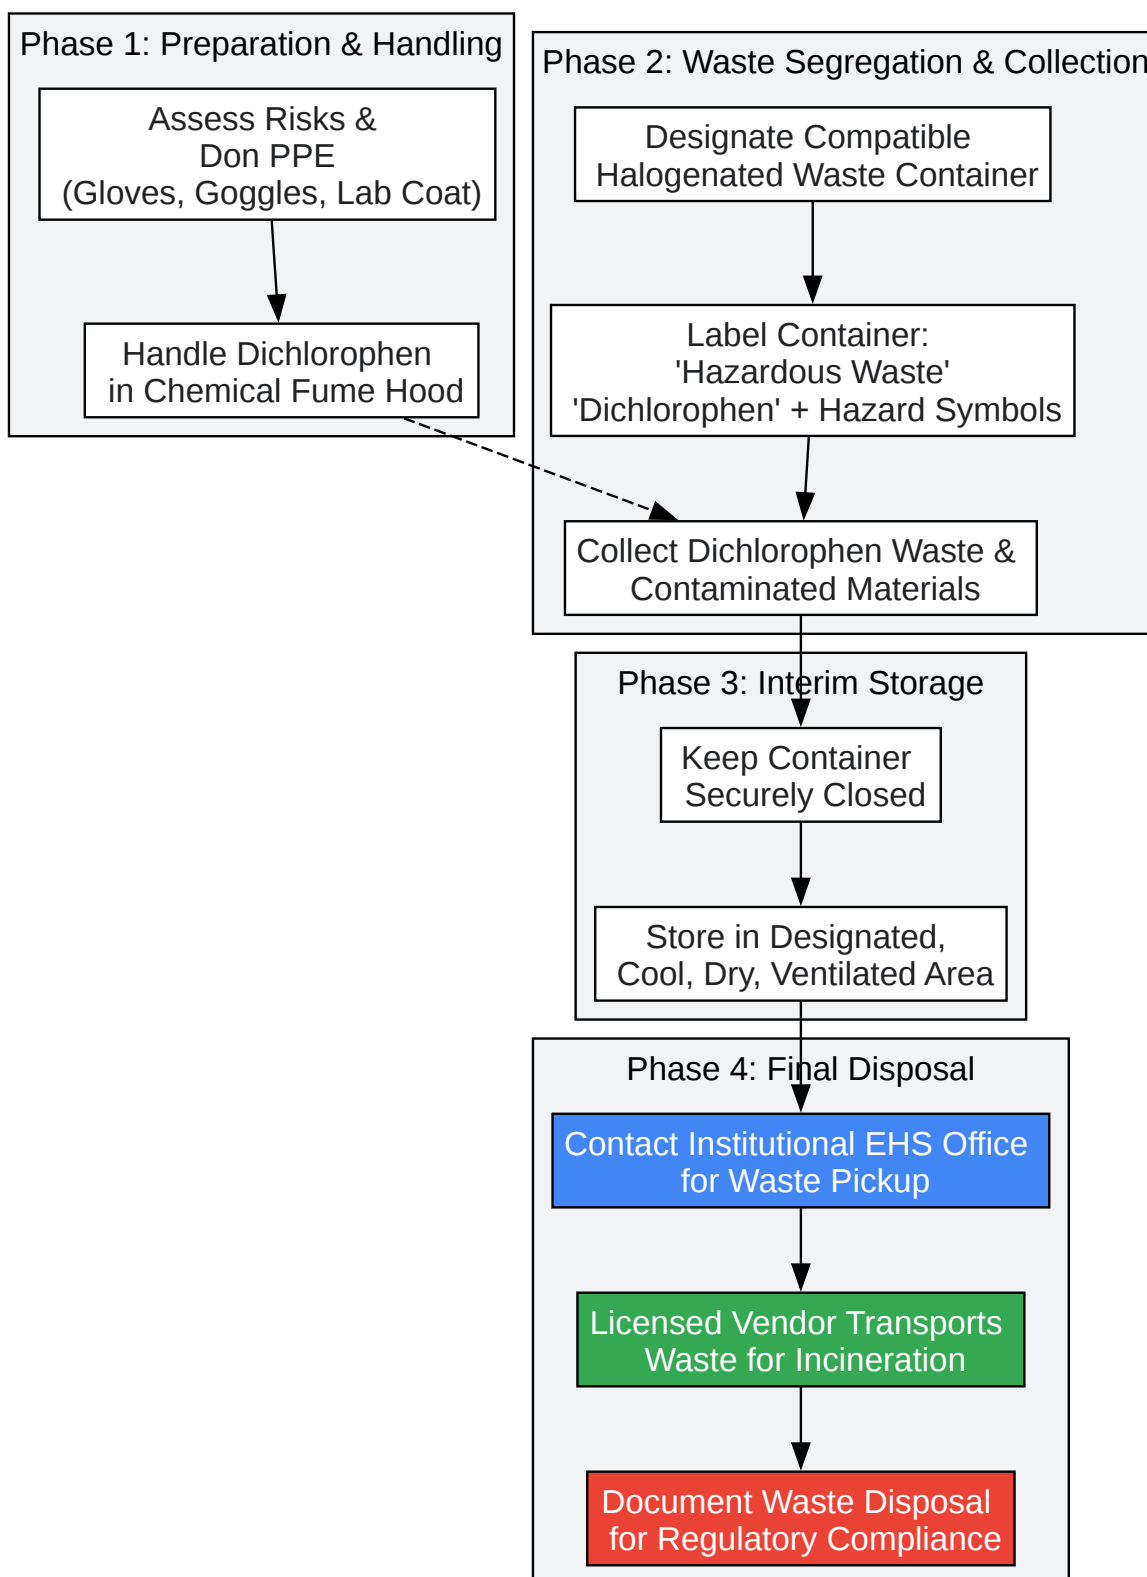 Phase 1: Preparation & Handling
Assess Risks &
Don PPE
(Gloves, Goggles, Lab Coat)
Handle Dichlorophen
in Chemical Fume Hood
Phase 2: Waste Segregation & Collection
Designate Compatible
Halogenated Waste Container
Label Container:
'Hazardous Waste'
'Dichlorophen' + Hazard Symbols
Collect Dichlorophen Waste &
Contaminated Materials
Phase 3: Interim Storage
Keep Container
Securely Closed
Store in Designated,
Cool, Dry, Ventilated Area
Phase 4: Final Disposal
Contact Institutional EHS Office
for Waste Pickup
Licensed Vendor Transports
Waste for Incineration
Document Waste Disposal
for Regulatory Compliance